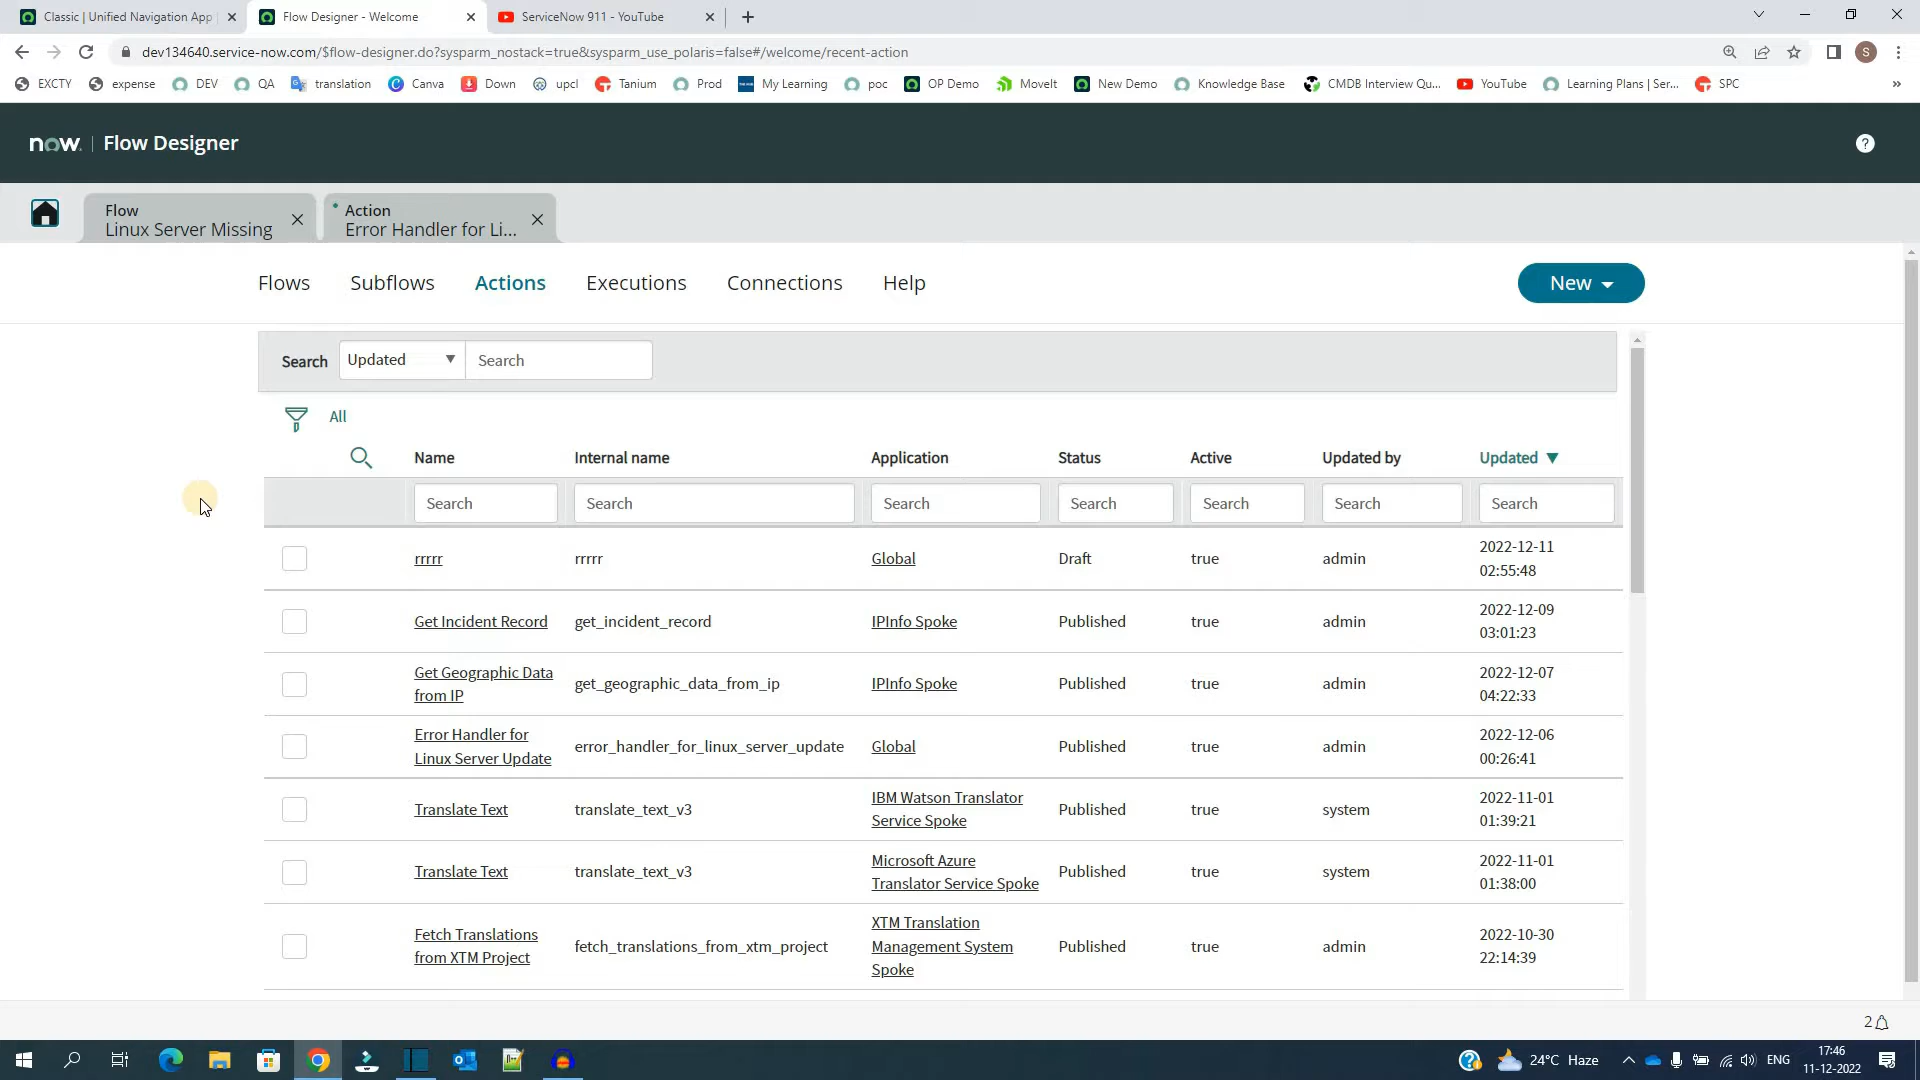 Classic | Unified Navigation App
Flow Designer - Welcome
ServiceNow 911 - YouTube
dev134640.service-now.com/$flow-designer.do?sysparm_nostack=true&sysparm_use_polaris=false#/welcome/recent-action
S
EXCTY
expense
DEV
QA
translation
Canva
Down
upcl
Tanium
Prod
My Learning
poc
OP Demo
MoveIt
New Demo
Knowledge Base
CMDB Interview Qu...
YouTube
Learning Plans | Ser...
SPC
now. | Flow Designer
Flow
Linux Server Missing
Action
Error Handler for Li...
Flows
Subflows
Actions
Executions
Connections
Help
New
Search
Updated
Search
All
Name
Internal name
Application
Status
Active
Updated by
Updated
Search
Search
Search
Search
Search
Search
Search
rrrrr
rrrrr
Global
Draft
true
admin
2022-12-11
02:55:48
Get Incident Record
get_incident_record
IPInfo Spoke
Published
true
admin
2022-12-09
03:01:23
Get Geographic Data
from IP
get_geographic_data_from_ip
IPInfo Spoke
Published
true
admin
2022-12-07
04:22:33
Error Handler for
Linux Server Update
error_handler_for_linux_server_update
Global
Published
true
admin
2022-12-06
00:26:41
Translate Text
translate_text_v3
IBM Watson Translator
Service Spoke
Published
true
system
2022-11-01
01:39:21
Translate Text
translate_text_v3
Microsoft Azure
Translator Service Spoke
Published
true
system
2022-11-01
01:38:00
Fetch Translations
from XTM Project
fetch_translations_from_xtm_project
XTM Translation
Management System
Spoke
Published
true
admin
2022-10-30
22:14:39
2
24°C Haze
ENG
17:46
11-12-2022